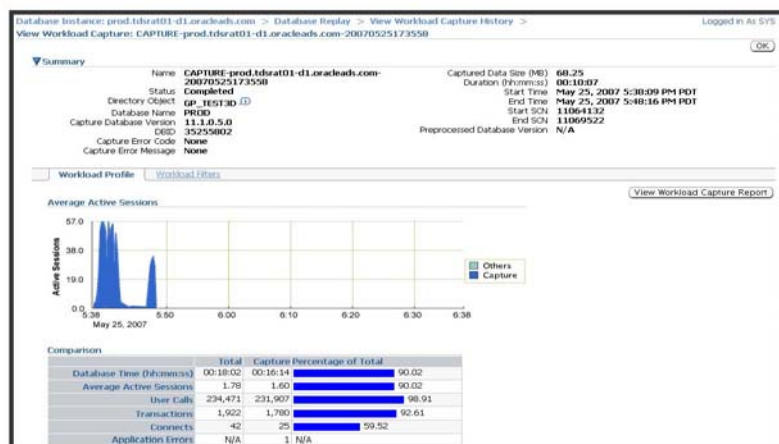 Database Instance: prod.tdsrat01-d1.oracleads.com > Database Replay > View Workload Capture History >
Logged in As SYS
View Workload Capture: CAPTURE-prod.tdsrat01-d1.oracleads.com-20070525173550
OK
Summary
Name CAPTURE-prod.tdsrat01-d1.oracleads.com-20070525173550
Status Completed
Directory Object GP_TEST3D
Database Name PROD
Capture Database Version 11.1.0.5.0
DBID 35255802
Capture Error Code None
Capture Error Message None
Captured Data Size (MB) 68.25
Duration (hh:mm:ss) 00:10:07
Start Time May 25, 2007 5:38:09 PM PDT
End Time May 25, 2007 5:48:16 PM PDT
Start SCN 11064132
End SCN 11069522
Preprocessed Database Version N/A
Workload Profile Workload Filters
View Workload Capture Report
Average Active Sessions
57.0
38.0
19.0
0.0
Active Sessions
5:38 5:50 6:00 6:10 6:20 6:30 6:38
May 25, 2007
Others
Capture
Comparison
Total Capture Percentage of Total
Database Time (hh:mm:ss) 00:18:02 00:16:14 90.02
Average Active Sessions 1.78 1.60 90.02
User Calls 234,471 231,907 98.91
Transactions 1,922 1,780 92.61
Connects 42 25 59.52
Application Errors N/A 1 N/A